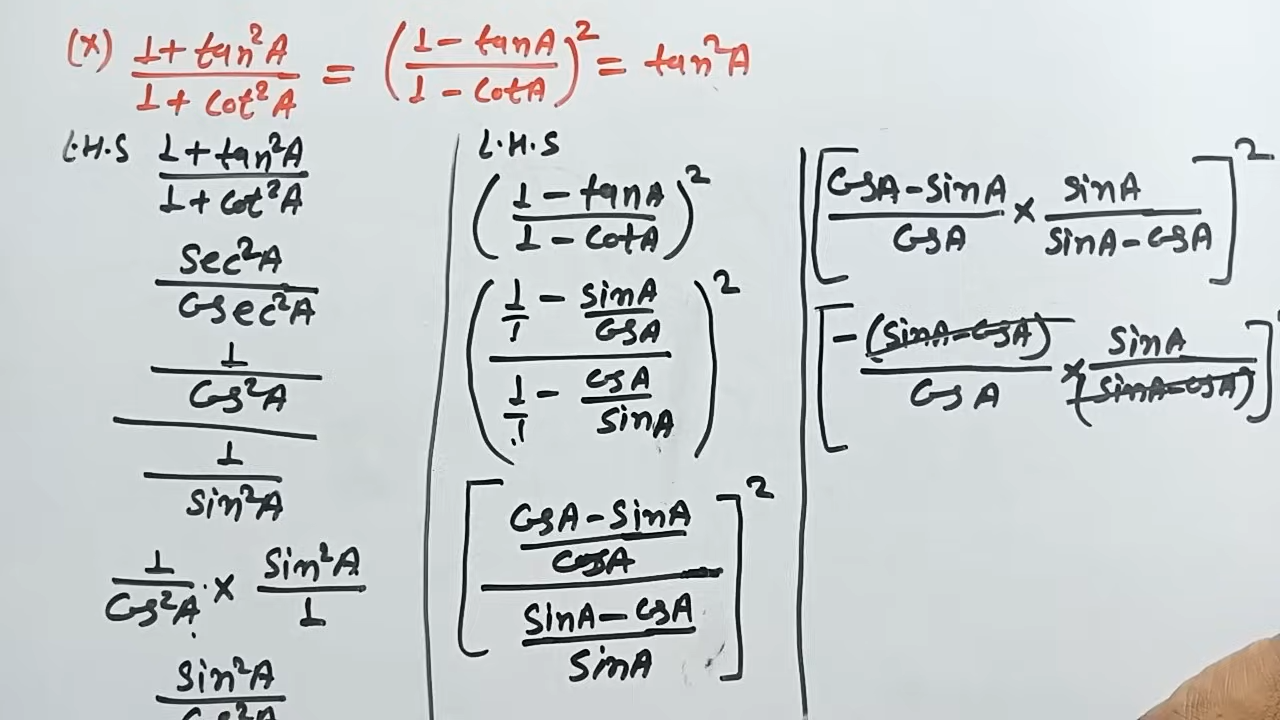 (x) (1 + tan²A)/(1 + cot²A) = ((1 - tanA)/(1 - cotA))² = tan²A
L.H.S (1 + tan²A)/(1 + cot²A)
sec²A/cosec²A
(1/cos²A)/(1/sin²A)
1/cos²A × sin²A/1
sin²A/cos²A
L.H.S
((1 - tanA)/(1 - cotA))²
((1/1 - sinA/cosA)/(1/1 - cosA/sinA))²
[((cosA - sinA)/cosA)/((sinA - cosA)/sinA)]²
[(cosA - sinA)/cosA × sinA/(sinA - cosA)]²
[-(sinA - cosA)/cosA × sinA/(sinA - cosA)]²